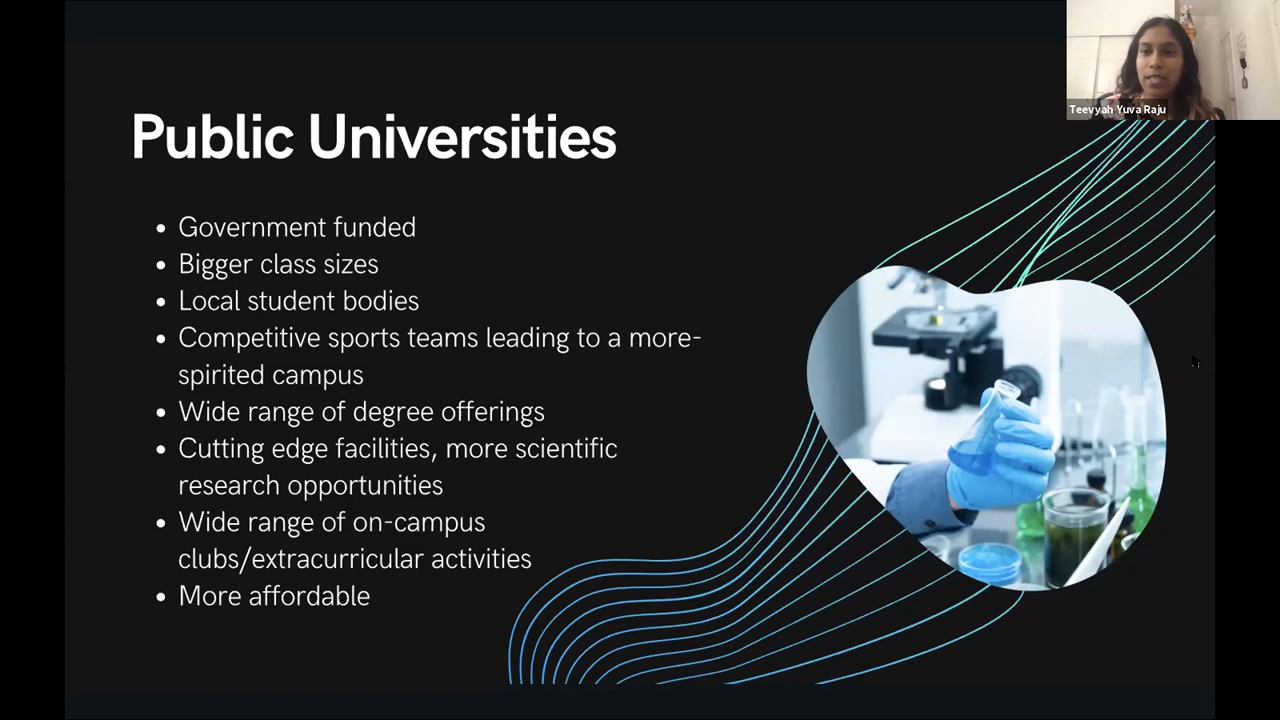 Teevyah Yuva Raju
Public Universities
• Government funded
• Bigger class sizes
• Local student bodies
• Competitive sports teams leading to a more-
spirited campus
• Wide range of degree offerings
• Cutting edge facilities, more scientific
research opportunities
• Wide range of on-campus
clubs/extracurricular activities
• More affordable